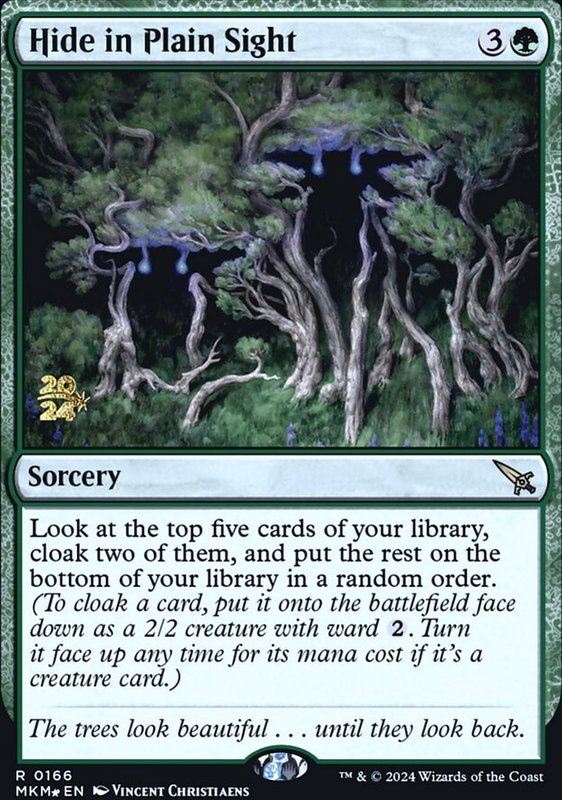 Hide in Plain Sight 3
2024
Sorcery
Look at the top five cards of your library,
cloak two of them, and put the rest on the
bottom of your library in a random order.
(To cloak a card, put it onto the battlefield face
down as a 2/2 creature with ward 2. Turn
it face up any time for its mana cost if it's a
creature card.)
The trees look beautiful . . . until they look back.
R 0166 ™ & © 2024 Wizards of the Coast
MKM★EN Vincent Christiaens